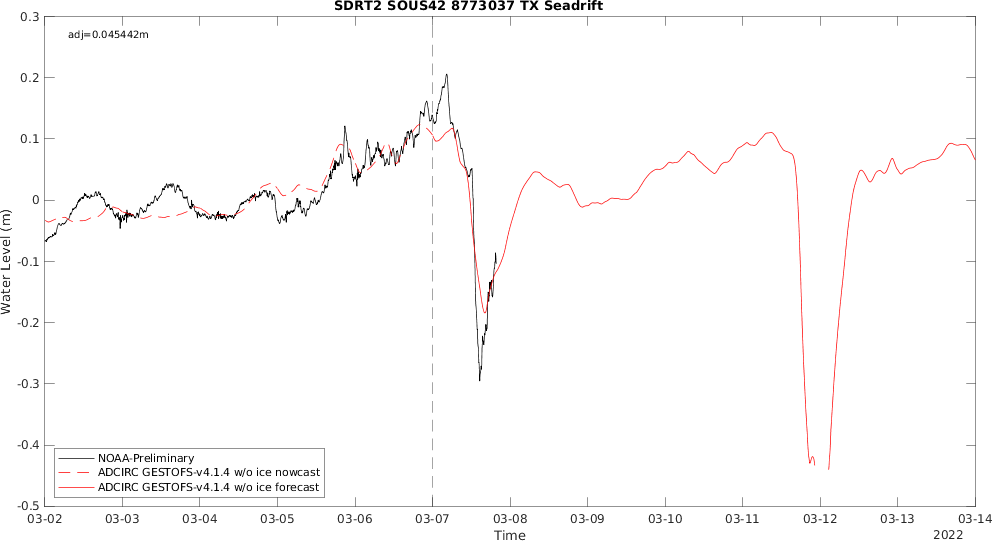 SDRT2 SOUS42 8773037 TX Seadrift
adj=0.045442m
0.3
0.2
0.1
0
-0.1
-0.2
-0.3
-0.4
-0.5
Water Level (m)
NOAA-Preliminary
ADCIRC GESTOFS-v4.1.4 w/o ice nowcast
ADCIRC GESTOFS-v4.1.4 w/o ice forecast
03-02 03-03 03-04 03-05 03-06 03-07 03-08 03-09 03-10 03-11 03-12 03-13 03-14
Time
2022